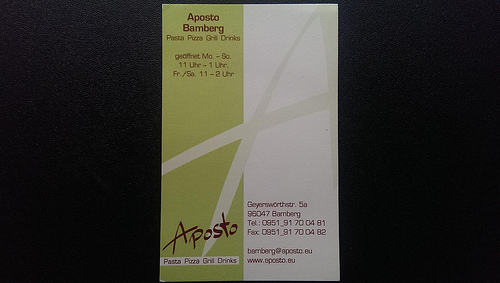 Aposto
Bamberg
Pasta Pizza Grill Drinks
geöffnet Mo. - So.
11 Uhr - 1 Uhr,
Fr./Sa. 11 - 2 Uhr
Aposto
Pasta Pizza Grill Drinks
Geyerswörthstr. 5a
96047 Bamberg
Tel.: 0951_91 70 04 81
Fax: 0951_91 70 04 82
bamberg@aposto.eu
www.aposto.eu